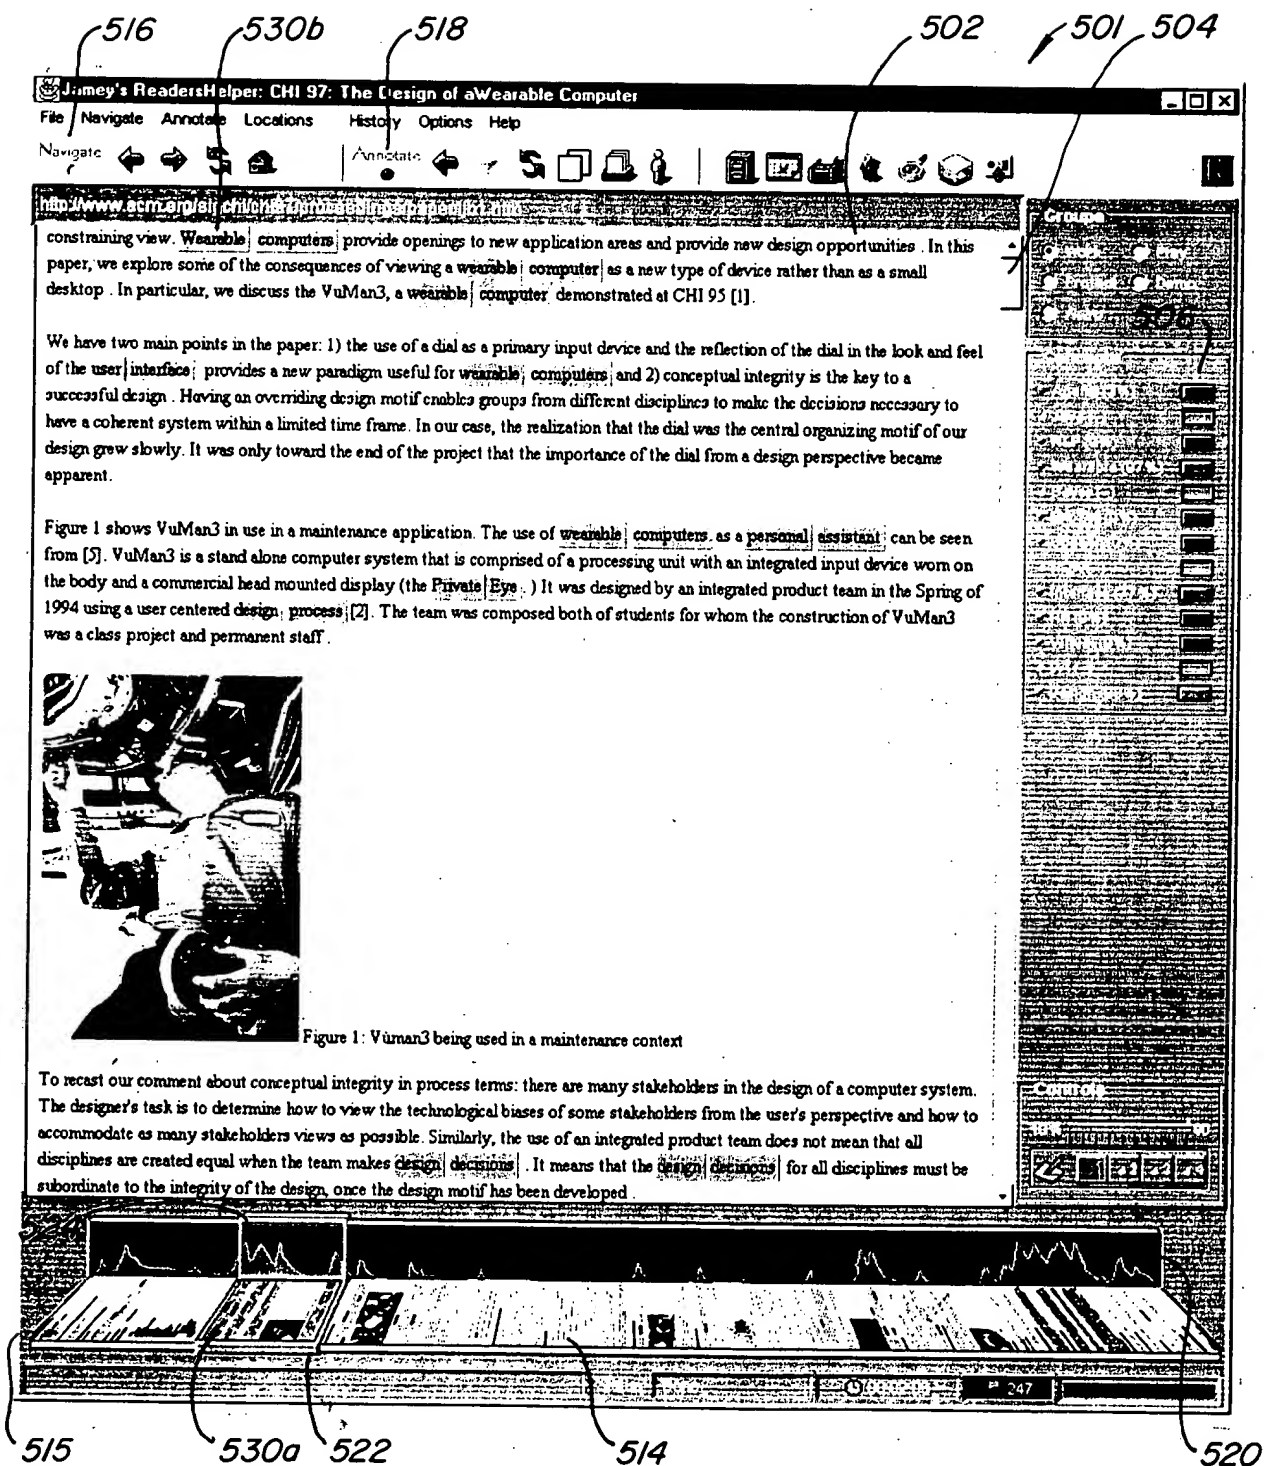 516 530b 518 502 501 504
Jamey's ReadersHelper: CHI 97: The Design of aWearable Computer
File Navigate Annotate Locations History Options Help
Navigate Annotate
Groups
constraining view. Wearable computers provide openings to new application areas and provide new design opportunities . In this
paper, we explore some of the consequences of viewing a wearable computer as a new type of device rather than as a small
desktop . In particular, we discuss the VuMan3, a wearable computer demonstrated at CHI 95 [1].
506
We have two main points in the paper: 1) the use of a dial as a primary input device and the reflection of the dial in the look and feel
of the user interface provides a new paradigm useful for wearable computers and 2) conceptual integrity is the key to a
successful design . Having an overriding design motif enables groups from different disciplines to make the decisions necessary to
have a coherent system within a limited time frame. In our case, the realization that the dial was the central organizing motif of our
design grew slowly. It was only toward the end of the project that the importance of the dial from a design perspective became
apparent.
Figure 1 shows VuMan3 in use in a maintenance application. The use of wearable computers. as a personal assistant can be seen
from [5]. VuMan3 is a stand alone computer system that is comprised of a processing unit with an integrated input device worn on
the body and a commercial head mounted display (the Private Eye . ) It was designed by an integrated product team in the Spring of
1994 using a user centered design process [2]. The team was composed both of students for whom the construction of VuMan3
was a class project and permanent staff .
Figure 1: Vuman3 being used in a maintenance context
To recast our comment about conceptual integrity in process terms: there are many stakeholders in the design of a computer system.
The designer's task is to determine how to view the technological biases of some stakeholders from the user's perspective and how to
accommodate as many stakeholders views as possible. Similarly, the use of an integrated product team does not mean that all
disciplines are created equal when the team makes design decisions . It means that the design decisions for all disciplines must be
subordinate to the integrity of the design, once the design motif has been developed .
Controls
247
515 530a 522 514 520